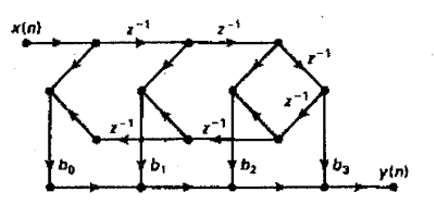 x(n) z⁻¹ z⁻¹
z⁻¹
z⁻¹
z⁻¹ z⁻¹
b₀ b₁ b₂ b₃ y(n)